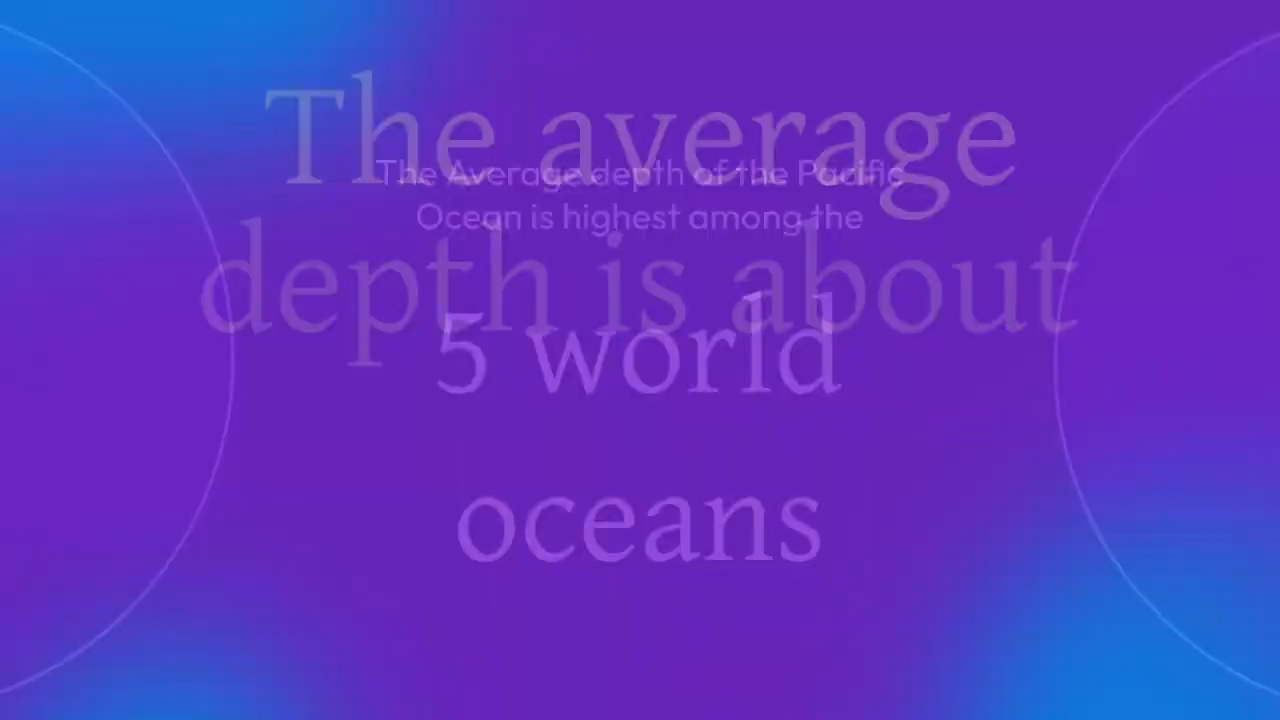 The average
depth is about
The Average depth of the Pacific
Ocean is highest among the
5 world
oceans